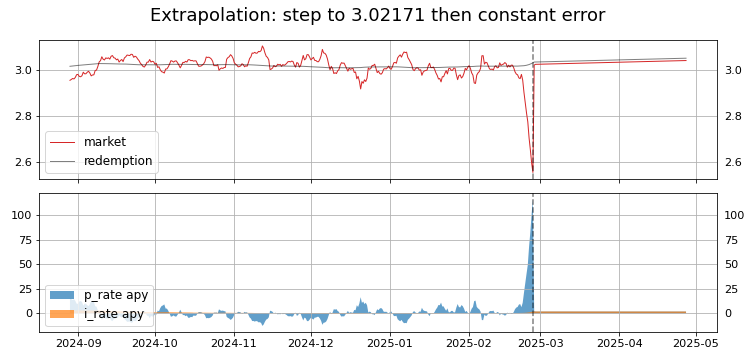 Extrapolation: step to 3.02171 then constant error
3.0 3.0
2.8 2.8
2.6 2.6
market
redemption
100 100
75 75
50 50
25 25
0 0
p_rate apy
i_rate apy
2024-09 2024-10 2024-11 2024-12 2025-01 2025-02 2025-03 2025-04 2025-05